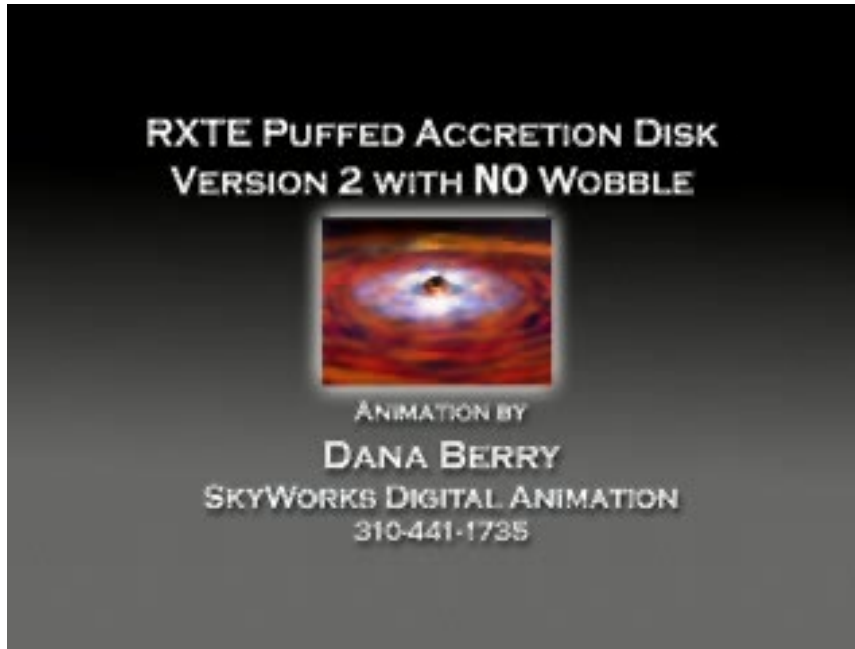 RXTE PUFFED ACCRETION DISK
VERSION 2 WITH NO WOBBLE
ANIMATION BY
DANA BERRY
SKYWORKS DIGITAL ANIMATION
310-441-1735